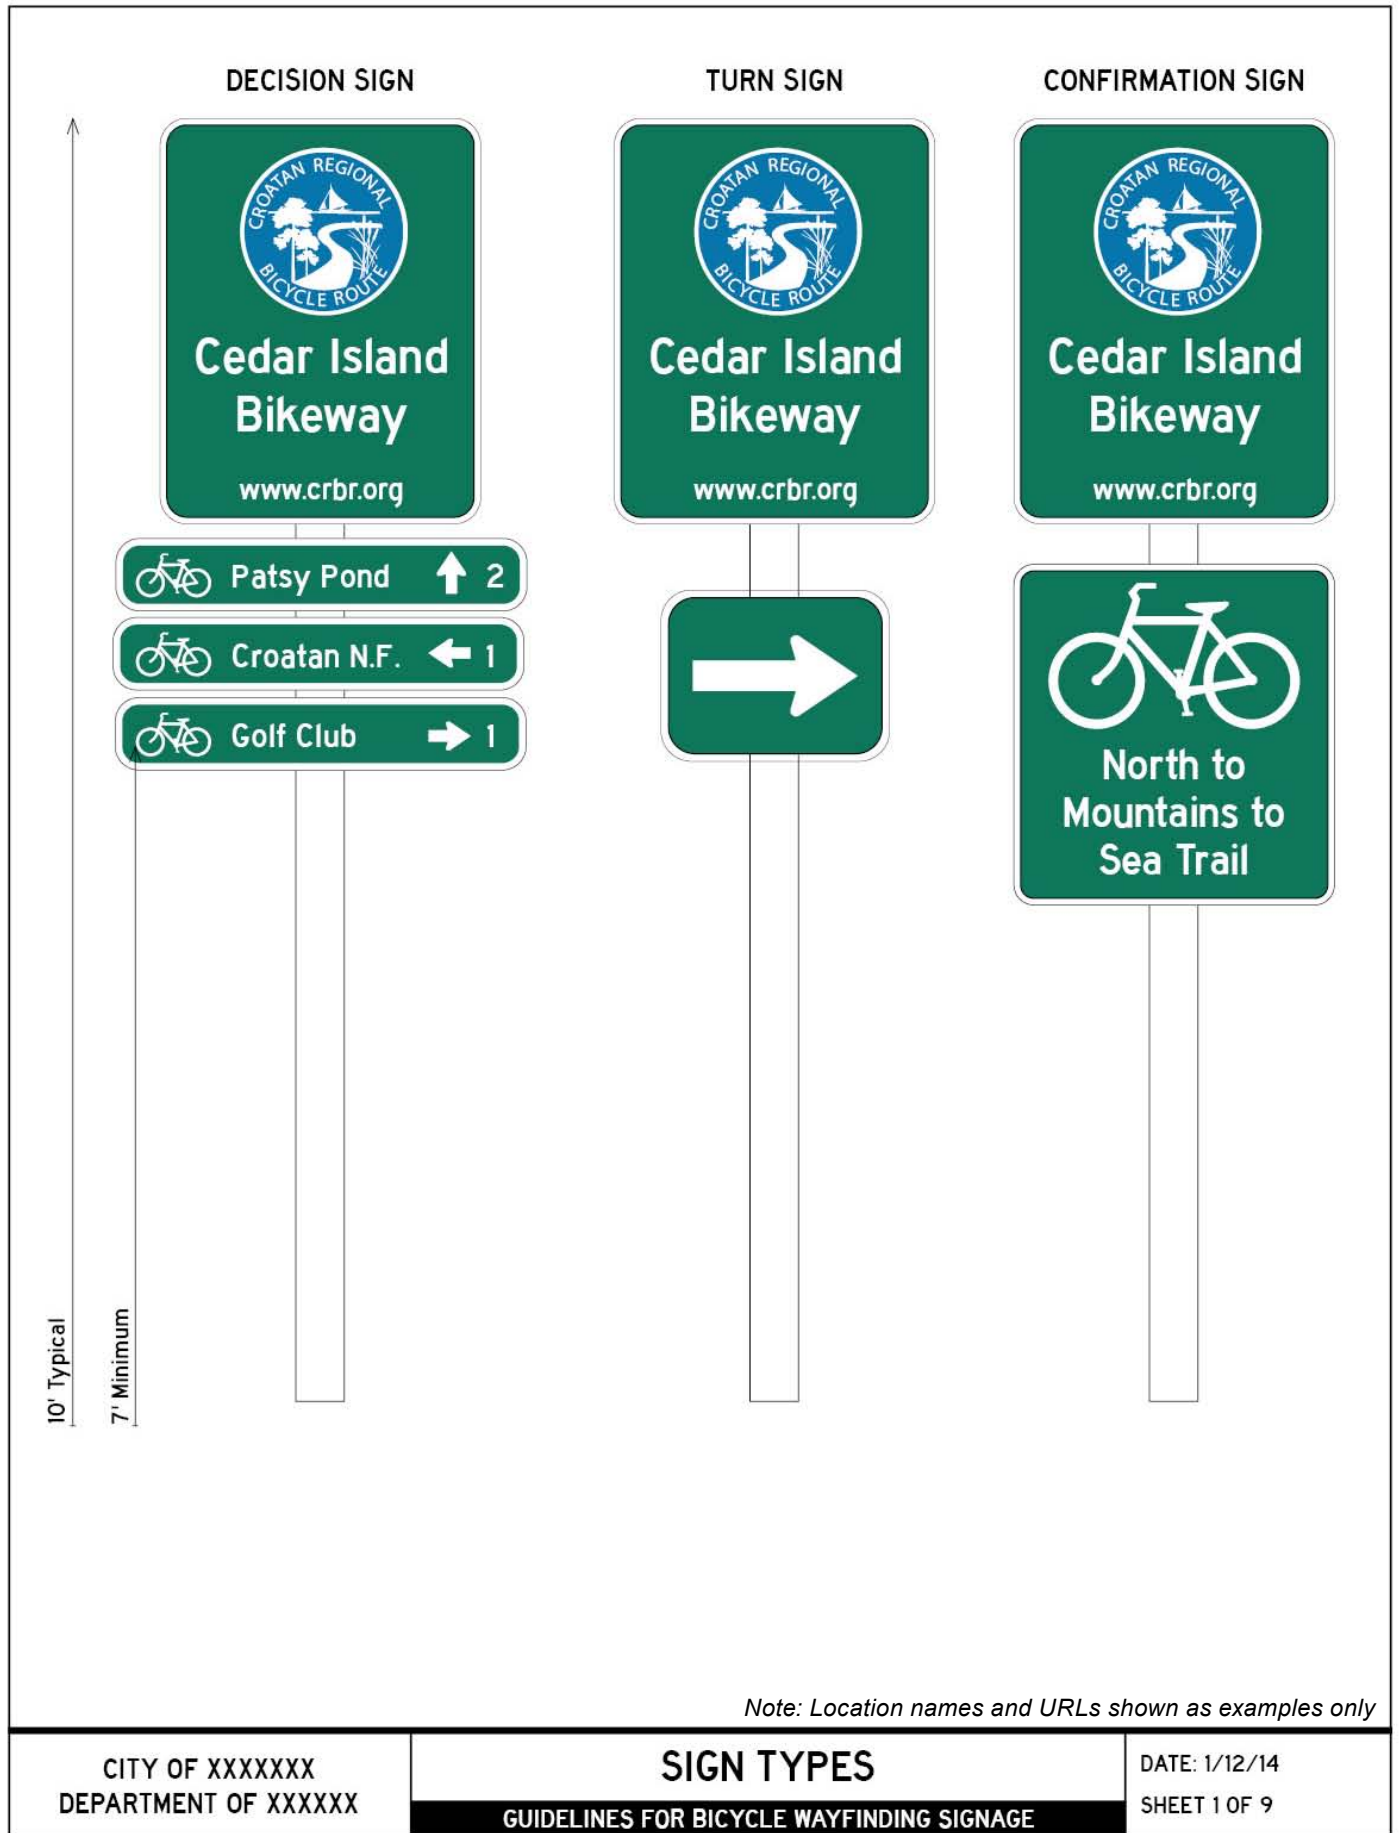 DECISION SIGN
TURN SIGN
CONFIRMATION SIGN
CROATAN REGIONAL
BICYCLE ROUTE
Cedar Island
Bikeway
www.crbr.org
Patsy Pond 2
Croatan N.F. 1
Golf Club 1
CROATAN REGIONAL
BICYCLE ROUTE
Cedar Island
Bikeway
www.crbr.org
CROATAN REGIONAL
BICYCLE ROUTE
Cedar Island
Bikeway
www.crbr.org
North to
Mountains to
Sea Trail
10' Typical
7' Minimum
Note: Location names and URLs shown as examples only
CITY OF XXXXXXX
DEPARTMENT OF XXXXXX
SIGN TYPES
GUIDELINES FOR BICYCLE WAYFINDING SIGNAGE
DATE: 1/12/14
SHEET 1 OF 9